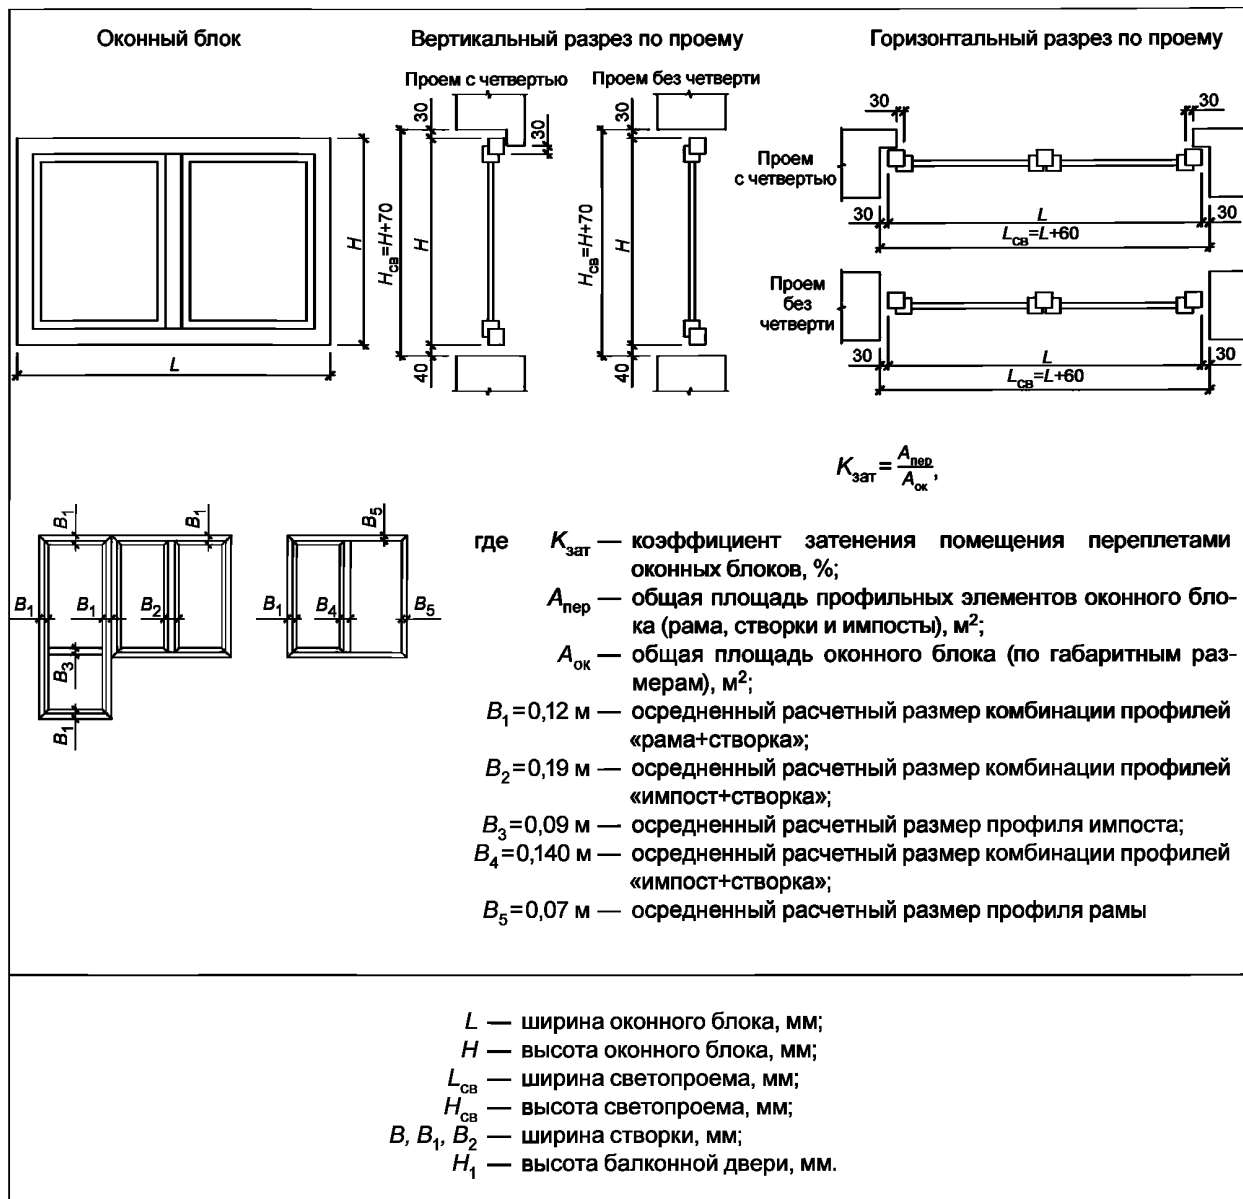 Оконный блок
Вертикальный разрез по проему
Горизонтальный разрез по проему
Проем с четвертью
Проем без четверти
30
30
30
H
L
Hсв=H+70
H
40
Hсв=H+70
H
40
30
30
Проем
с четвертью
30
L
30
Lсв=L+60
Проем
без
четверти
30
L
30
Lсв=L+60
Kзат = Aпер / Aок,
B1
B1
B5
B1
B1
B2
B3
B1
B1
B4
B5
где Kзат — коэффициент затенения помещения переплетами
оконных блоков, %;
Aпер — общая площадь профильных элементов оконного бло-
ка (рама, створки и импосты), м²;
Aок — общая площадь оконного блока (по габаритным раз-
мерам), м²;
B1=0,12 м — осредненный расчетный размер комбинации профилей
«рама+створка»;
B2=0,19 м — осредненный расчетный размер комбинации профилей
«импост+створка»;
B3=0,09 м — осредненный расчетный размер профиля импоста;
B4=0,140 м — осредненный расчетный размер комбинации профилей
«импост+створка»;
B5=0,07 м — осредненный расчетный размер профиля рамы
L — ширина оконного блока, мм;
H — высота оконного блока, мм;
Lсв — ширина светопроема, мм;
Hсв — высота светопроема, мм;
B, B1, B2 — ширина створки, мм;
H1 — высота балконной двери, мм.